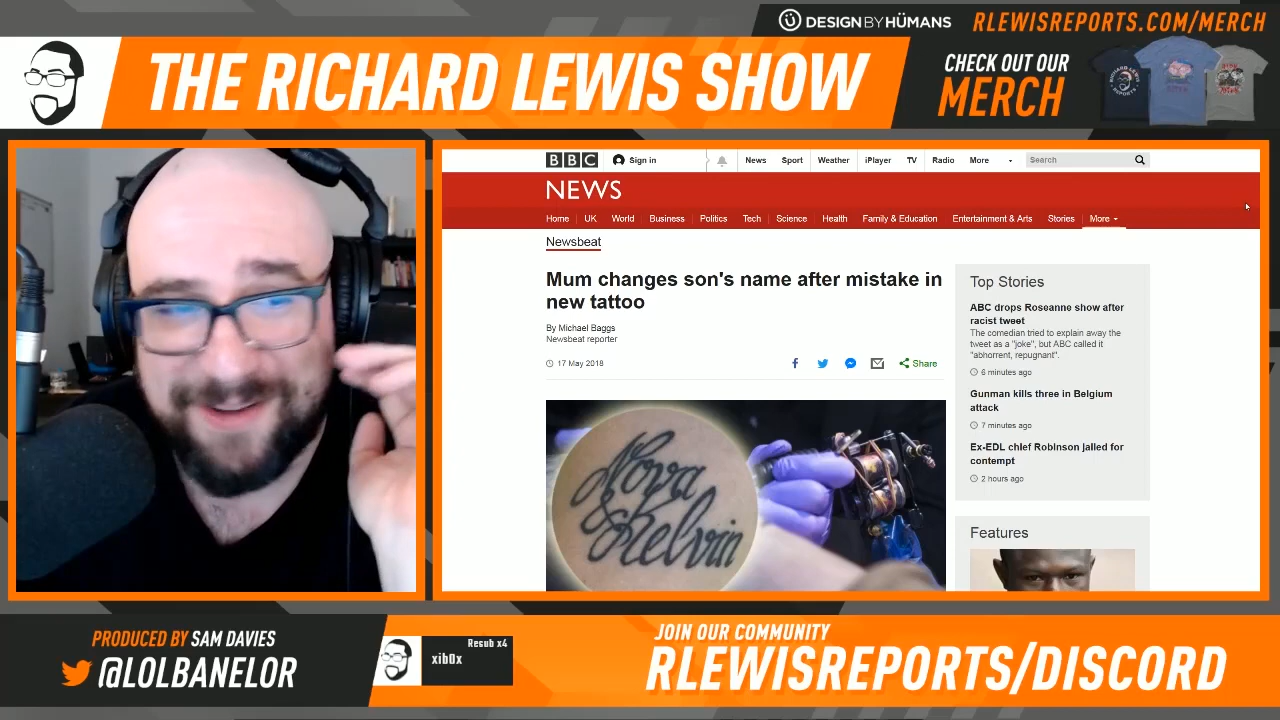 DESIGN BY HÜMANS
RLEWISREPORTS.COM/MERCH
THE RICHARD LEWIS SHOW
CHECK OUT OUR
MERCH
BBC
Sign in
News
Sport
Weather
iPlayer
TV
Radio
More
Search
NEWS
Home
UK
World
Business
Politics
Tech
Science
Health
Family & Education
Entertainment & Arts
Stories
More
Newsbeat
Mum changes son's name after mistake in
new tattoo
By Michael Baggs
Newsbeat reporter
17 May 2018
Share
Nova
&Kelvin
Top Stories
ABC drops Roseanne show after
racist tweet
The comedian tried to explain away the
tweet as a "joke", but ABC called it
"abhorrent, repugnant".
6 minutes ago
Gunman kills three in Belgium
attack
7 minutes ago
Ex-EDL chief Robinson jailed for
contempt
2 hours ago
Features
PRODUCED BY SAM DAVIES
@LOLBANELOR
Resub x4
xib0x
JOIN OUR COMMUNITY
RLEWISREPORTS/DISCORD